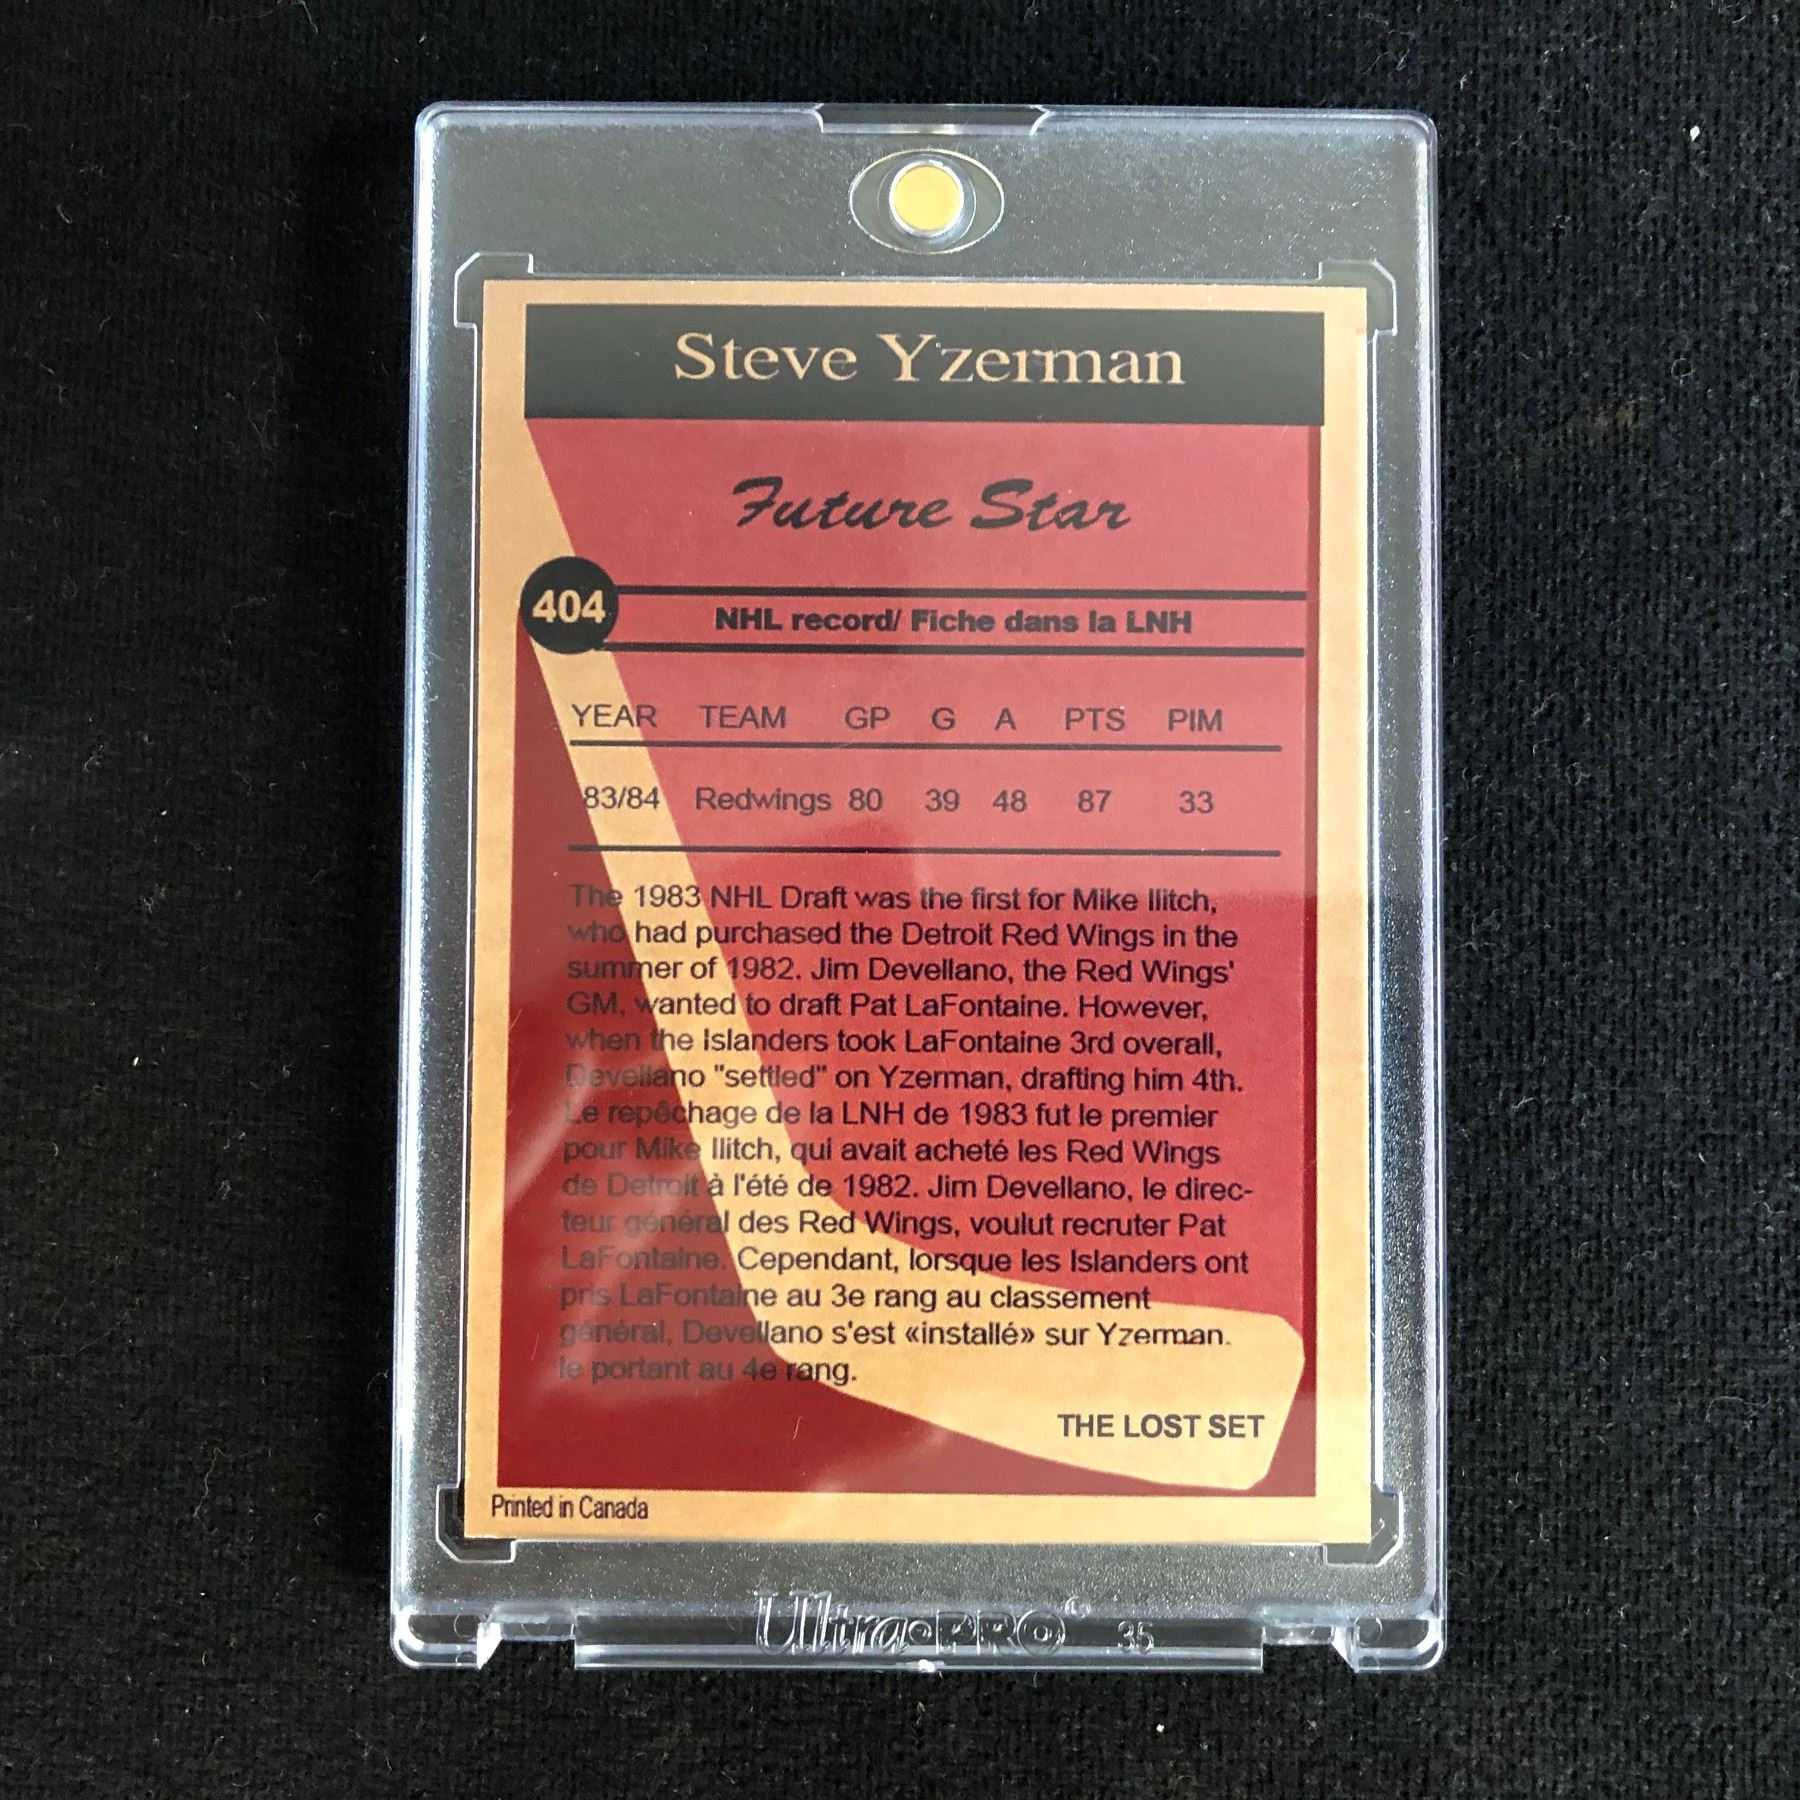 Steve Yzerman
Future Star
404
NHL record/ Fiche dans la LNH
YEAR TEAM GP G A PTS PIM
83/84 Redwings 80 39 48 87 33
The 1983 NHL Draft was the first for Mike Ilitch,
who had purchased the Detroit Red Wings in the
summer of 1982. Jim Devellano, the Red Wings'
GM, wanted to draft Pat LaFontaine. However,
when the Islanders took LaFontaine 3rd overall,
Devellano "settled" on Yzerman, drafting him 4th.
Le repêchage de la LNH de 1983 fut le premier
pour Mike Ilitch, qui avait acheté les Red Wings
de Detroit à l'été de 1982. Jim Devellano, le direc-
teur général des Red Wings, voulut recruter Pat
LaFontaine. Cependant, lorsque les Islanders ont
pris LaFontaine au 3e rang au classement
général, Devellano s'est «installé» sur Yzerman.
le portant au 4e rang.
THE LOST SET
Printed in Canada
Ultra•PRO® 35